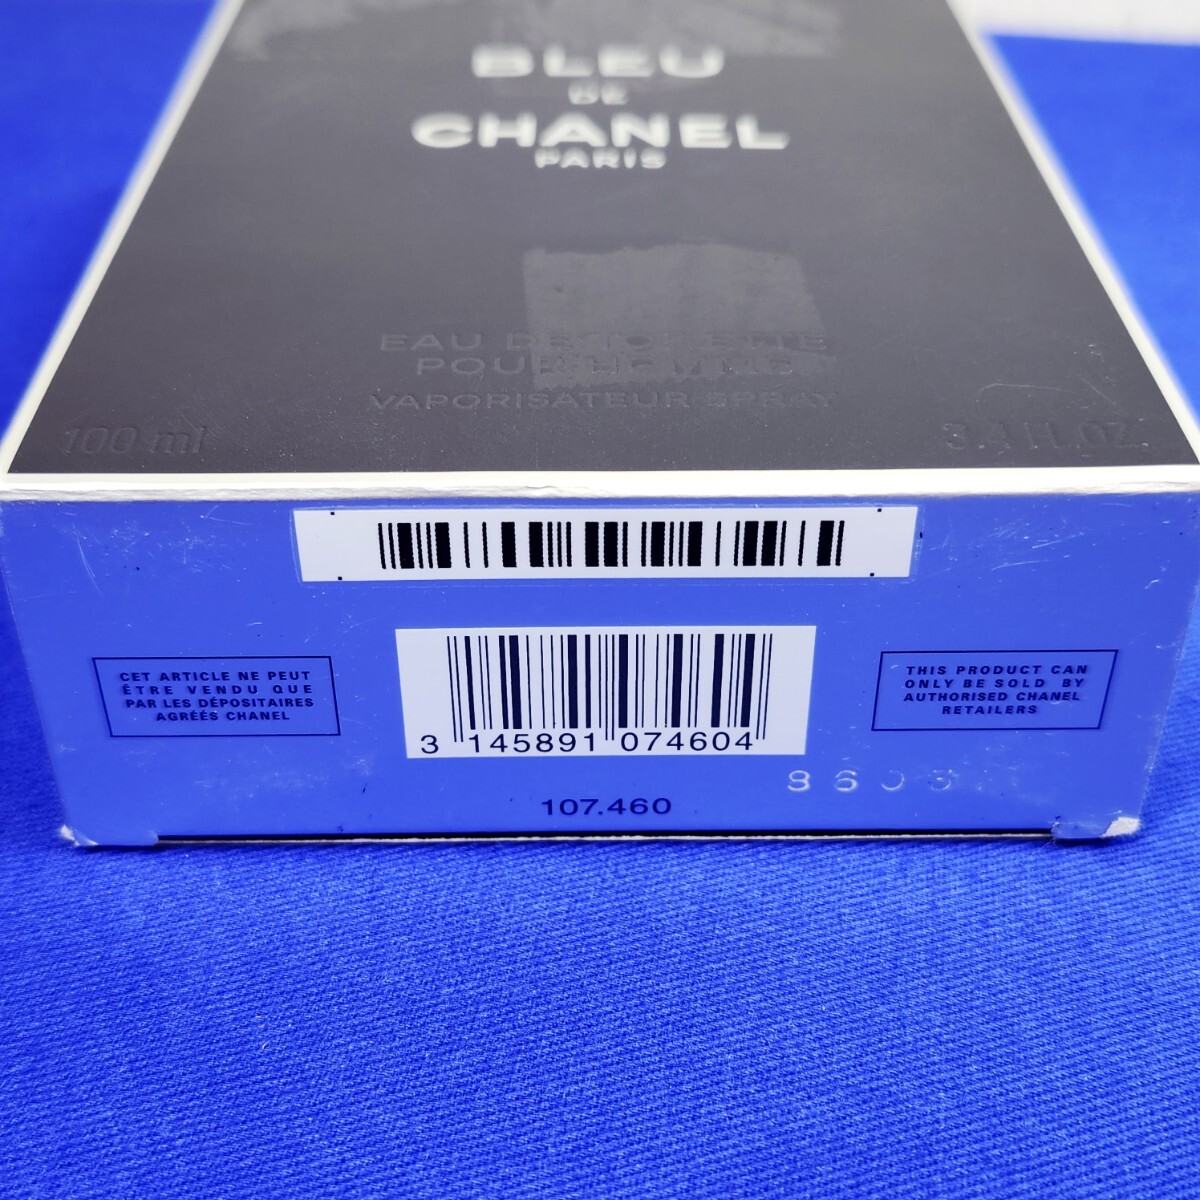 BLEU
DE
CHANEL
PARIS
EAU DE TOILETTE
POUR HOMME
VAPORISATEUR SPRAY
100 ml
3.4 FL.OZ.
CET ARTICLE NE PEUT
ÊTRE VENDU QUE
PAR LES DÉPOSITAIRES
AGRÉÉS CHANEL
3 145891 074604
THIS PRODUCT CAN
ONLY BE SOLD BY
AUTHORISED CHANEL
RETAILERS
107.460